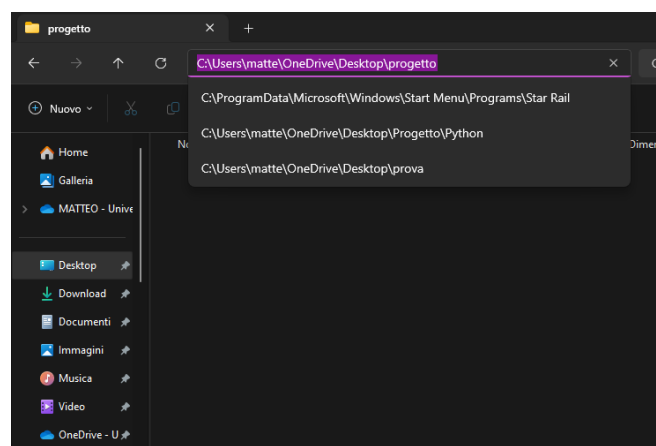 progetto
C:\Users\matte\OneDrive\Desktop\progetto
Nuovo
C:\ProgramData\Microsoft\Windows\Start Menu\Programs\Star Rail
C:\Users\matte\OneDrive\Desktop\Progetto\Python
C:\Users\matte\OneDrive\Desktop\prova
Home
Galleria
MATTEO - Unive
Desktop
Download
Documenti
Immagini
Musica
Video
OneDrive - U